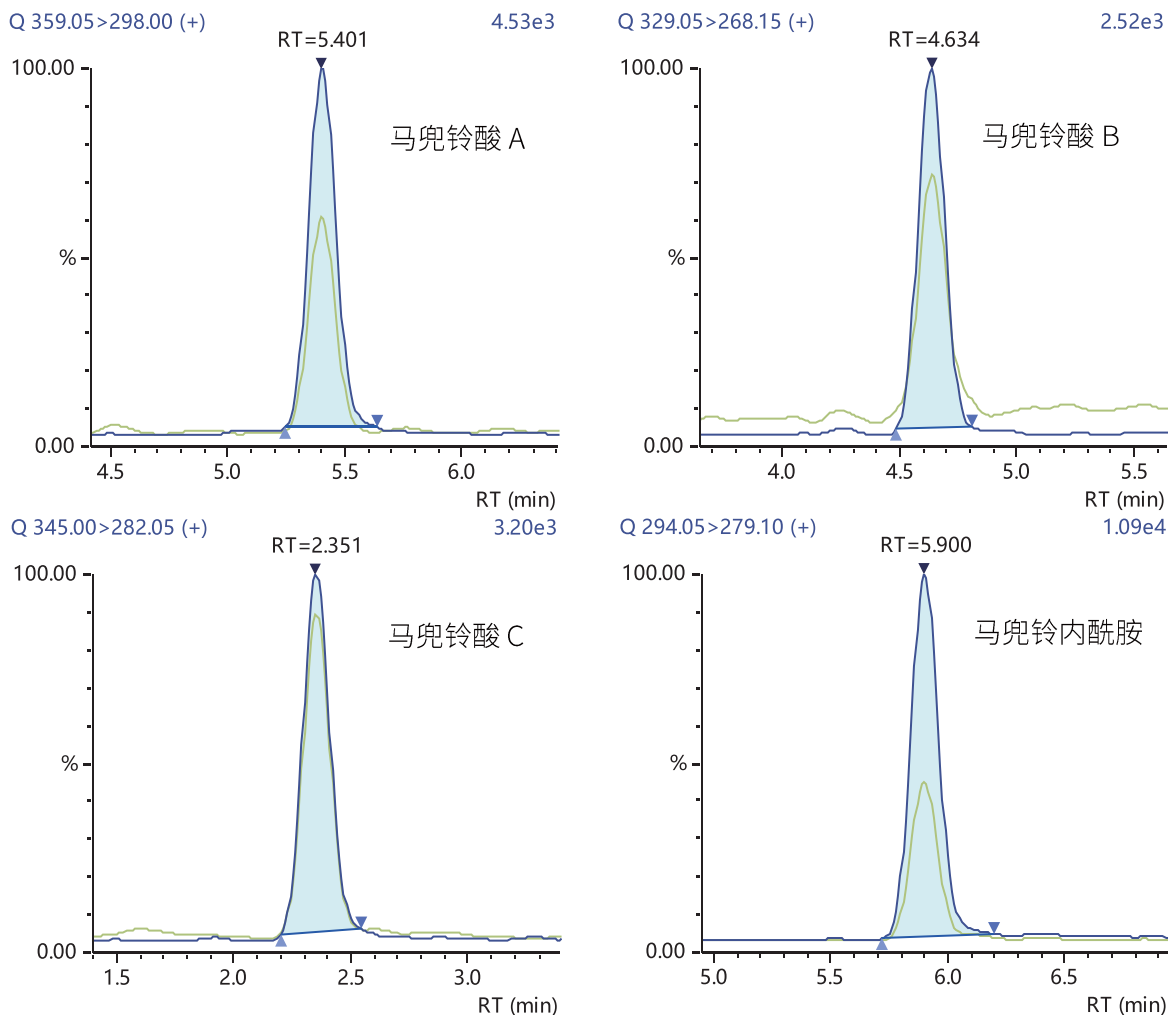 Q 359.05>298.00 (+) 4.53e3
RT=5.401
100.00
马兜铃酸 A
%
0.00
4.5 5.0 5.5 6.0
RT (min)
Q 329.05>268.15 (+) 2.52e3
RT=4.634
100.00
马兜铃酸 B
%
0.00
4.0 4.5 5.0 5.5
RT (min)
Q 345.00>282.05 (+) 3.20e3
RT=2.351
100.00
马兜铃酸 C
%
0.00
1.5 2.0 2.5 3.0
RT (min)
Q 294.05>279.10 (+) 1.09e4
RT=5.900
100.00
马兜铃内酰胺
%
0.00
5.0 5.5 6.0 6.5
RT (min)